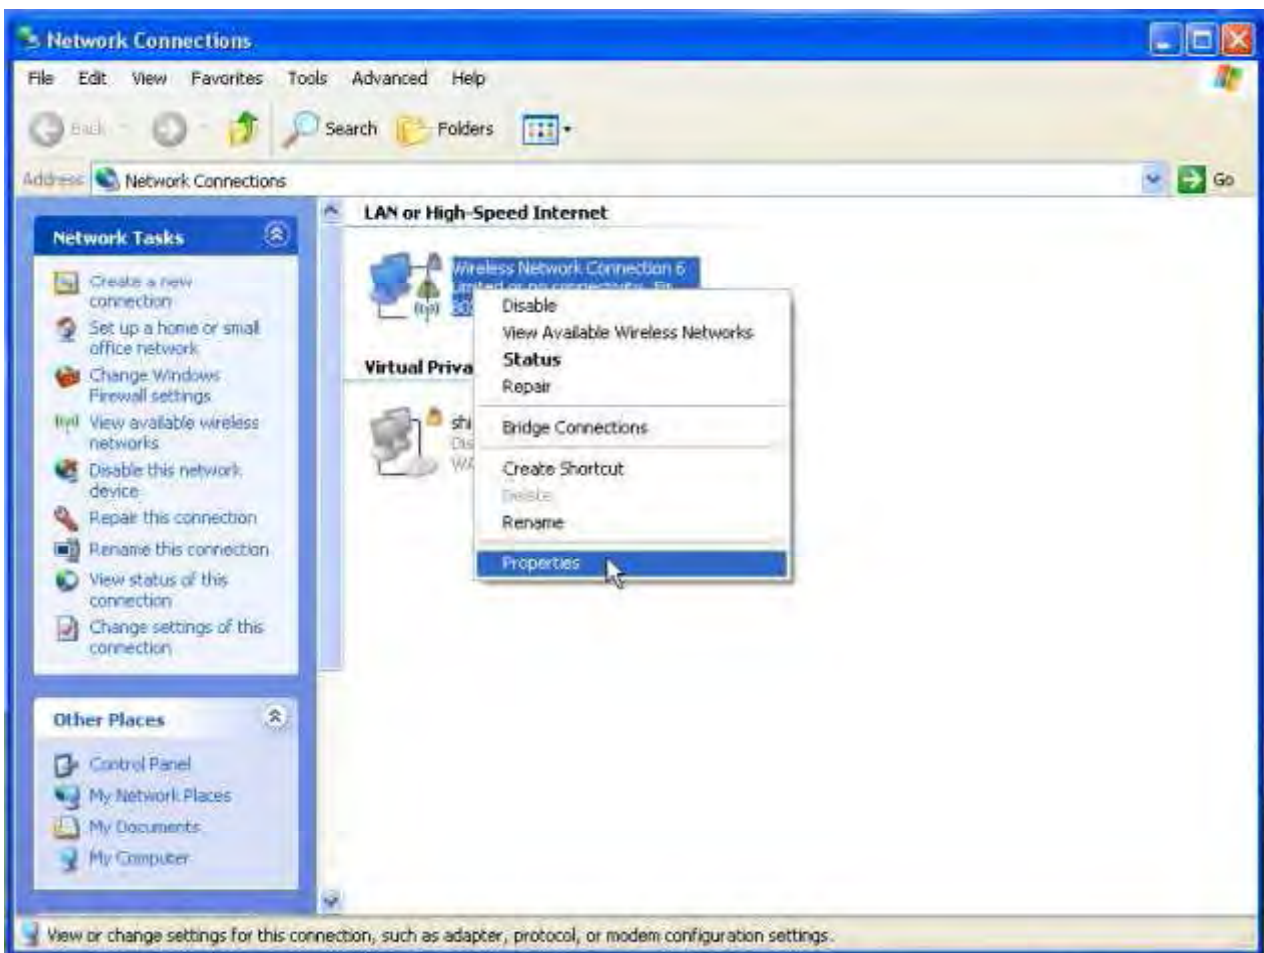 Network Connections
File Edit View Favorites Tools Advanced Help
Back Search Folders
Address Network Connections Go
Network Tasks
Create a new
connection
Set up a home or small
office network
Change Windows
Firewall settings
View available wireless
networks
Disable this network
device
Repair this connection
Rename this connection
View status of this
connection
Change settings of this
connection
Other Places
Control Panel
My Network Places
My Documents
My Computer
LAN or High-Speed Internet
Wireless Network Connection 6
Limited or no connectivity, Fir
Virtual Priva
Disable
View Available Wireless Networks
Status
Repair
Bridge Connections
Create Shortcut
Delete
Rename
Properties
View or change settings for this connection, such as adapter, protocol, or modem configuration settings.